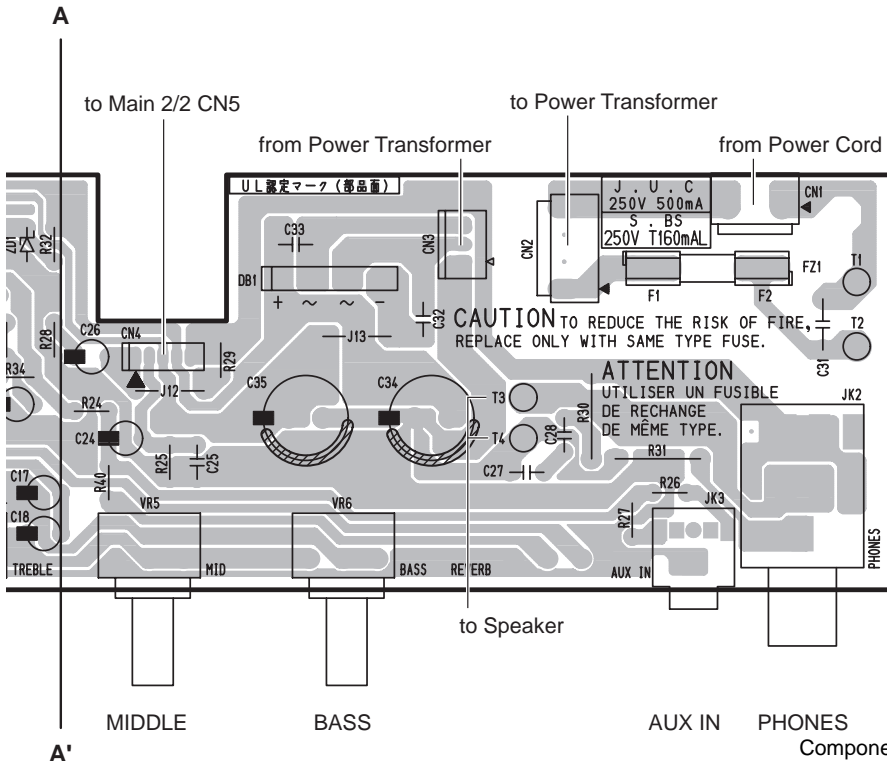 A
to Main 2/2 CN5
to Power Transformer
from Power Transformer
from Power Cord
UL認定マーク(部品面)
J . U . C
250V 500mA
S . BS
250V T160mAL
CN1
ZD1
R32
C33
CN3
CN2
DB1
+ ~ ~ -
F1
F2
FZ1
T1
T2
C31
R28
C26
CN4
R29
J13
C32
CAUTION TO REDUCE THE RISK OF FIRE,
REPLACE ONLY WITH SAME TYPE FUSE.
ATTENTION
UTILISER UN FUSIBLE
DE RECHANGE
DE MÊME TYPE.
R34
J12
C35
C34
T3
T4
R30
JK2
R24
C24
R25
C25
C28
C27
R31
C17
R40
R26
C18
VR5
VR6
R27
JK3
TREBLE
MID
BASS
REVERB
AUX IN
PHONES
to Speaker
MIDDLE
BASS
AUX IN
PHONES
A'
Compone